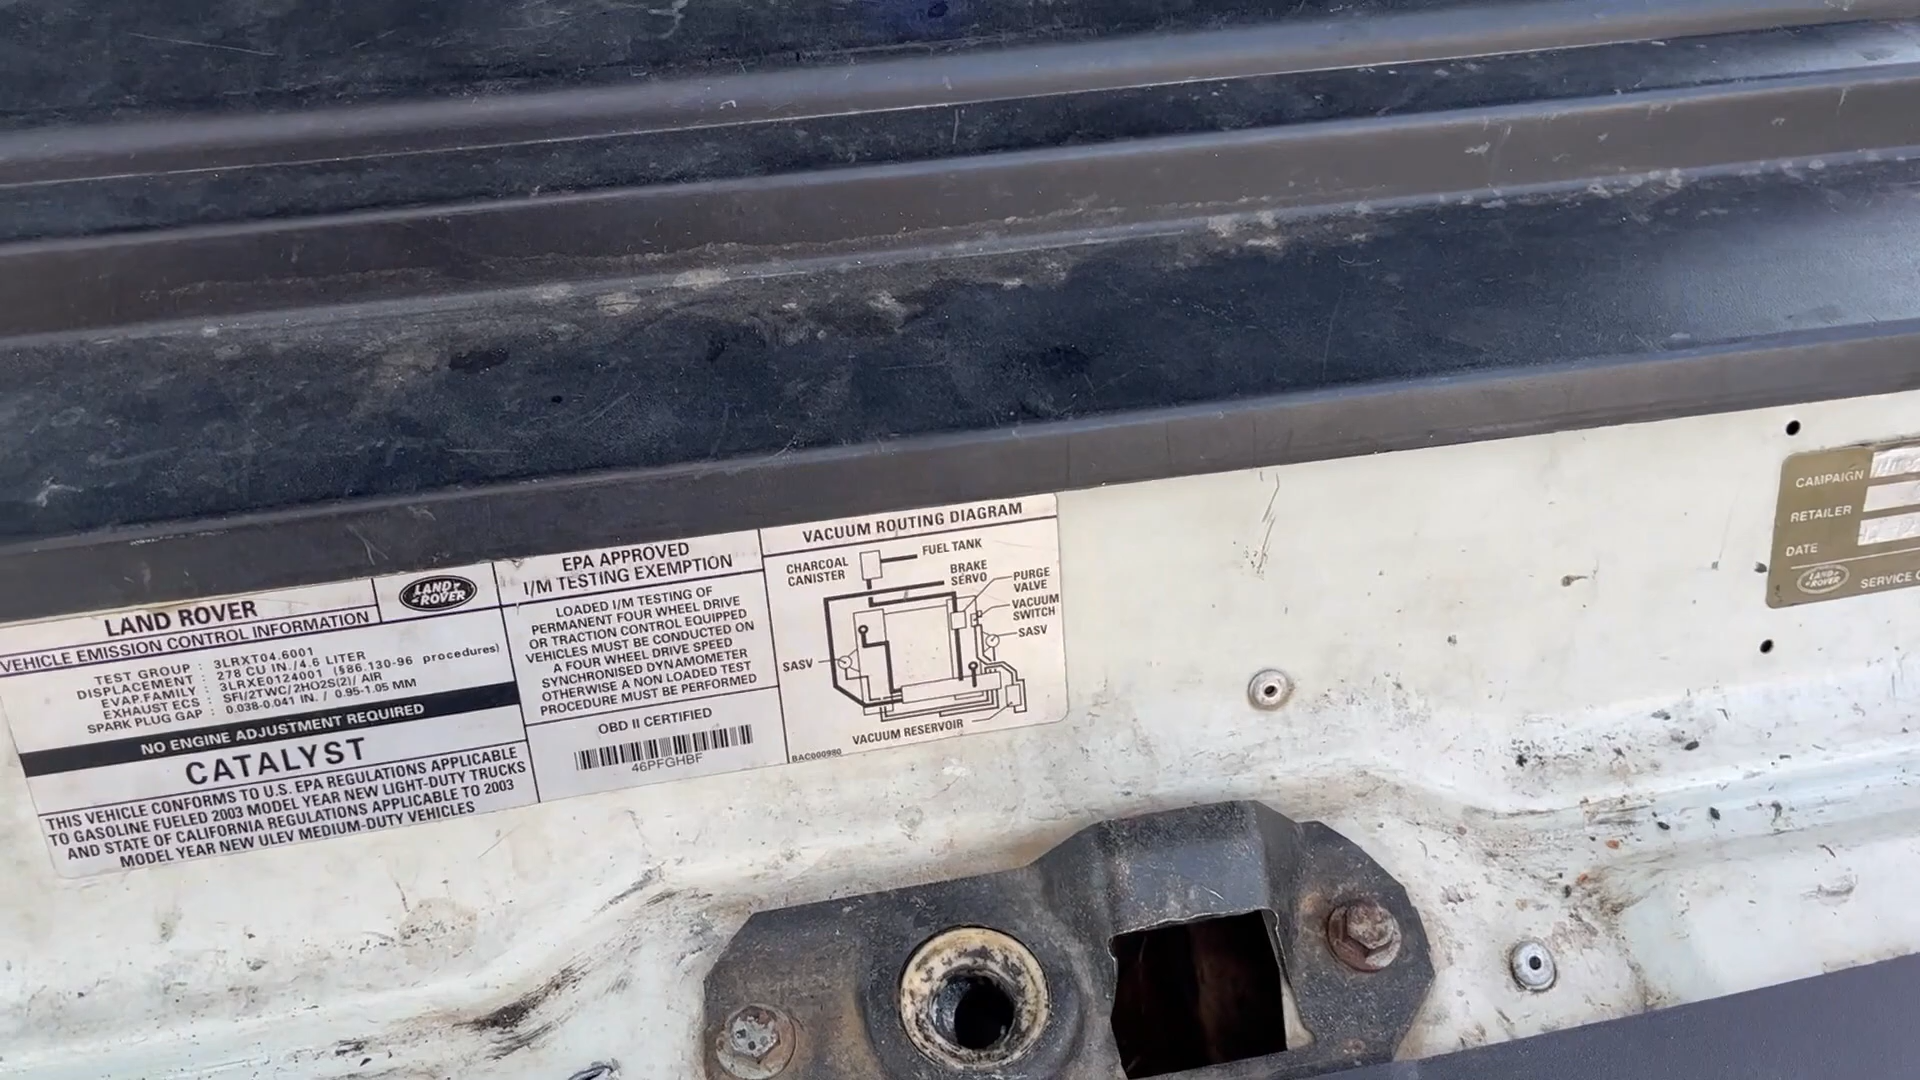 LAND ROVER
LAND ROVER
VEHICLE EMISSION CONTROL INFORMATION
TEST GROUP : 3LRXT04.6001
DISPLACEMENT : 278 CU IN./4.6 LITER
EVAP.FAMILY : 3LRXE0124001 (§86.130-96 procedures)
EXHAUST ECS : SFI/2TWC/2HO2S(2)/ AIR
SPARK PLUG GAP : 0.038-0.041 IN. / 0.95-1.05 MM
NO ENGINE ADJUSTMENT REQUIRED
CATALYST
THIS VEHICLE CONFORMS TO U.S. EPA REGULATIONS APPLICABLE
TO GASOLINE FUELED 2003 MODEL YEAR NEW LIGHT-DUTY TRUCKS
AND STATE OF CALIFORNIA REGULATIONS APPLICABLE TO 2003
MODEL YEAR NEW ULEV MEDIUM-DUTY VEHICLES
EPA APPROVED
I/M TESTING EXEMPTION
LOADED I/M TESTING OF
PERMANENT FOUR WHEEL DRIVE
OR TRACTION CONTROL EQUIPPED
VEHICLES MUST BE CONDUCTED ON
A FOUR WHEEL DRIVE SPEED
SYNCHRONISED DYNAMOMETER
OTHERWISE A NON LOADED TEST
PROCEDURE MUST BE PERFORMED
OBD II CERTIFIED
46PFGHBF
VACUUM ROUTING DIAGRAM
FUEL TANK
CHARCOAL
CANISTER
BRAKE
SERVO
PURGE
VALVE
VACUUM
SWITCH
SASV
SASV
VACUUM RESERVOIR
BAC000980
CAMPAIGN
RETAILER
DATE
LAND ROVER
SERVICE